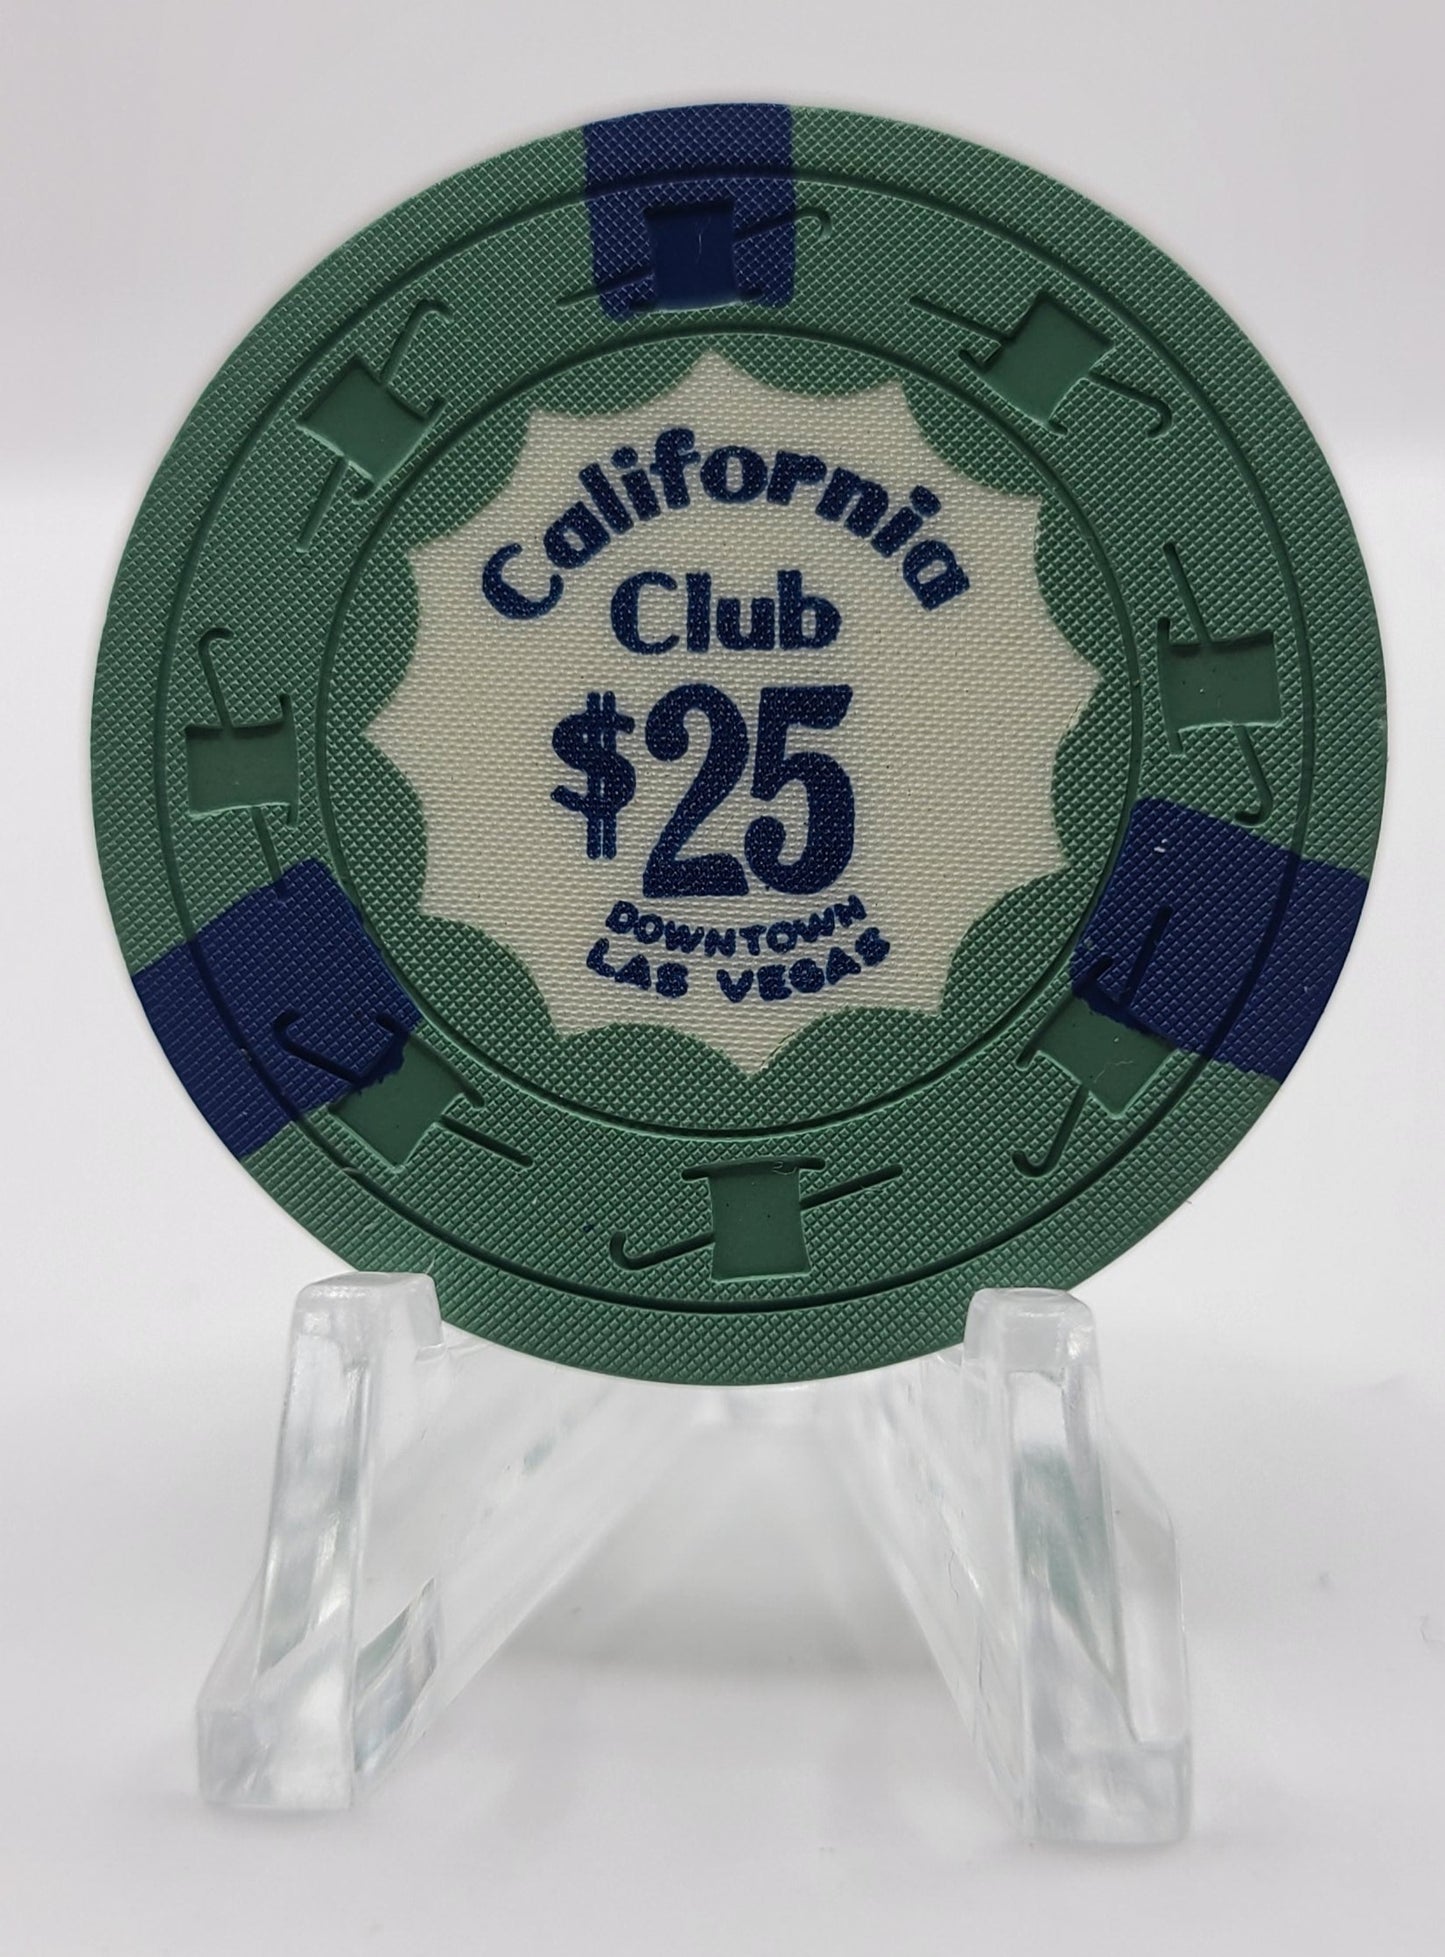 California
Club
$25
DOWNTOWN
LAS VEGAS